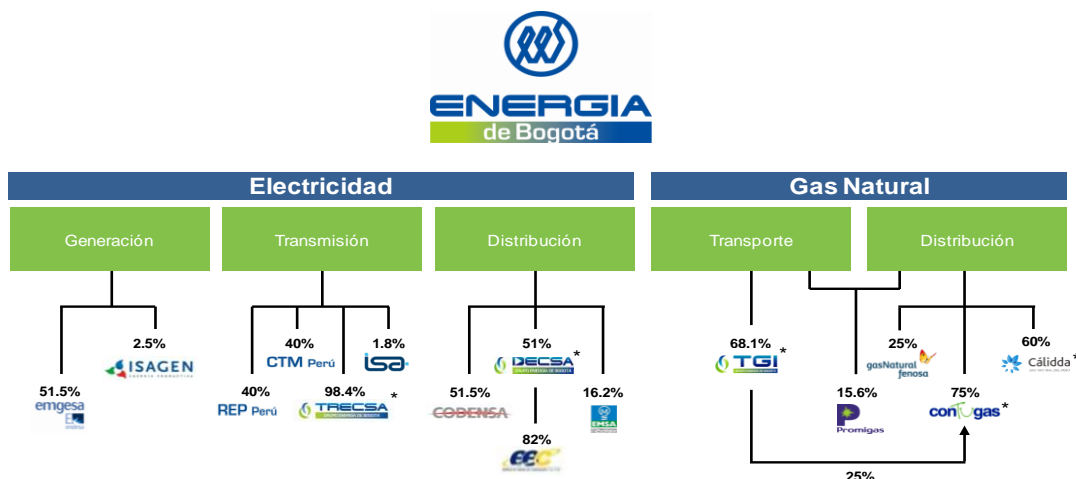 ENERGIA
de Bogotá
Electricidad
Gas Natural
Generación
Transmisión
Distribución
Transporte
Distribución
2.5%
ISAGEN
51.5%
emgesa
40%
CTM Perú
1.8%
isa
40%
REP Perú
98.4%
TRECSA *
51%
DECSA *
51.5%
CODENSA
16.2%
EMSA
82%
eec
68.1%
TGI *
15.6%
Promigas
25%
gasNatural
fenosa
60%
Cálidda *
75%
conTugas *
25%